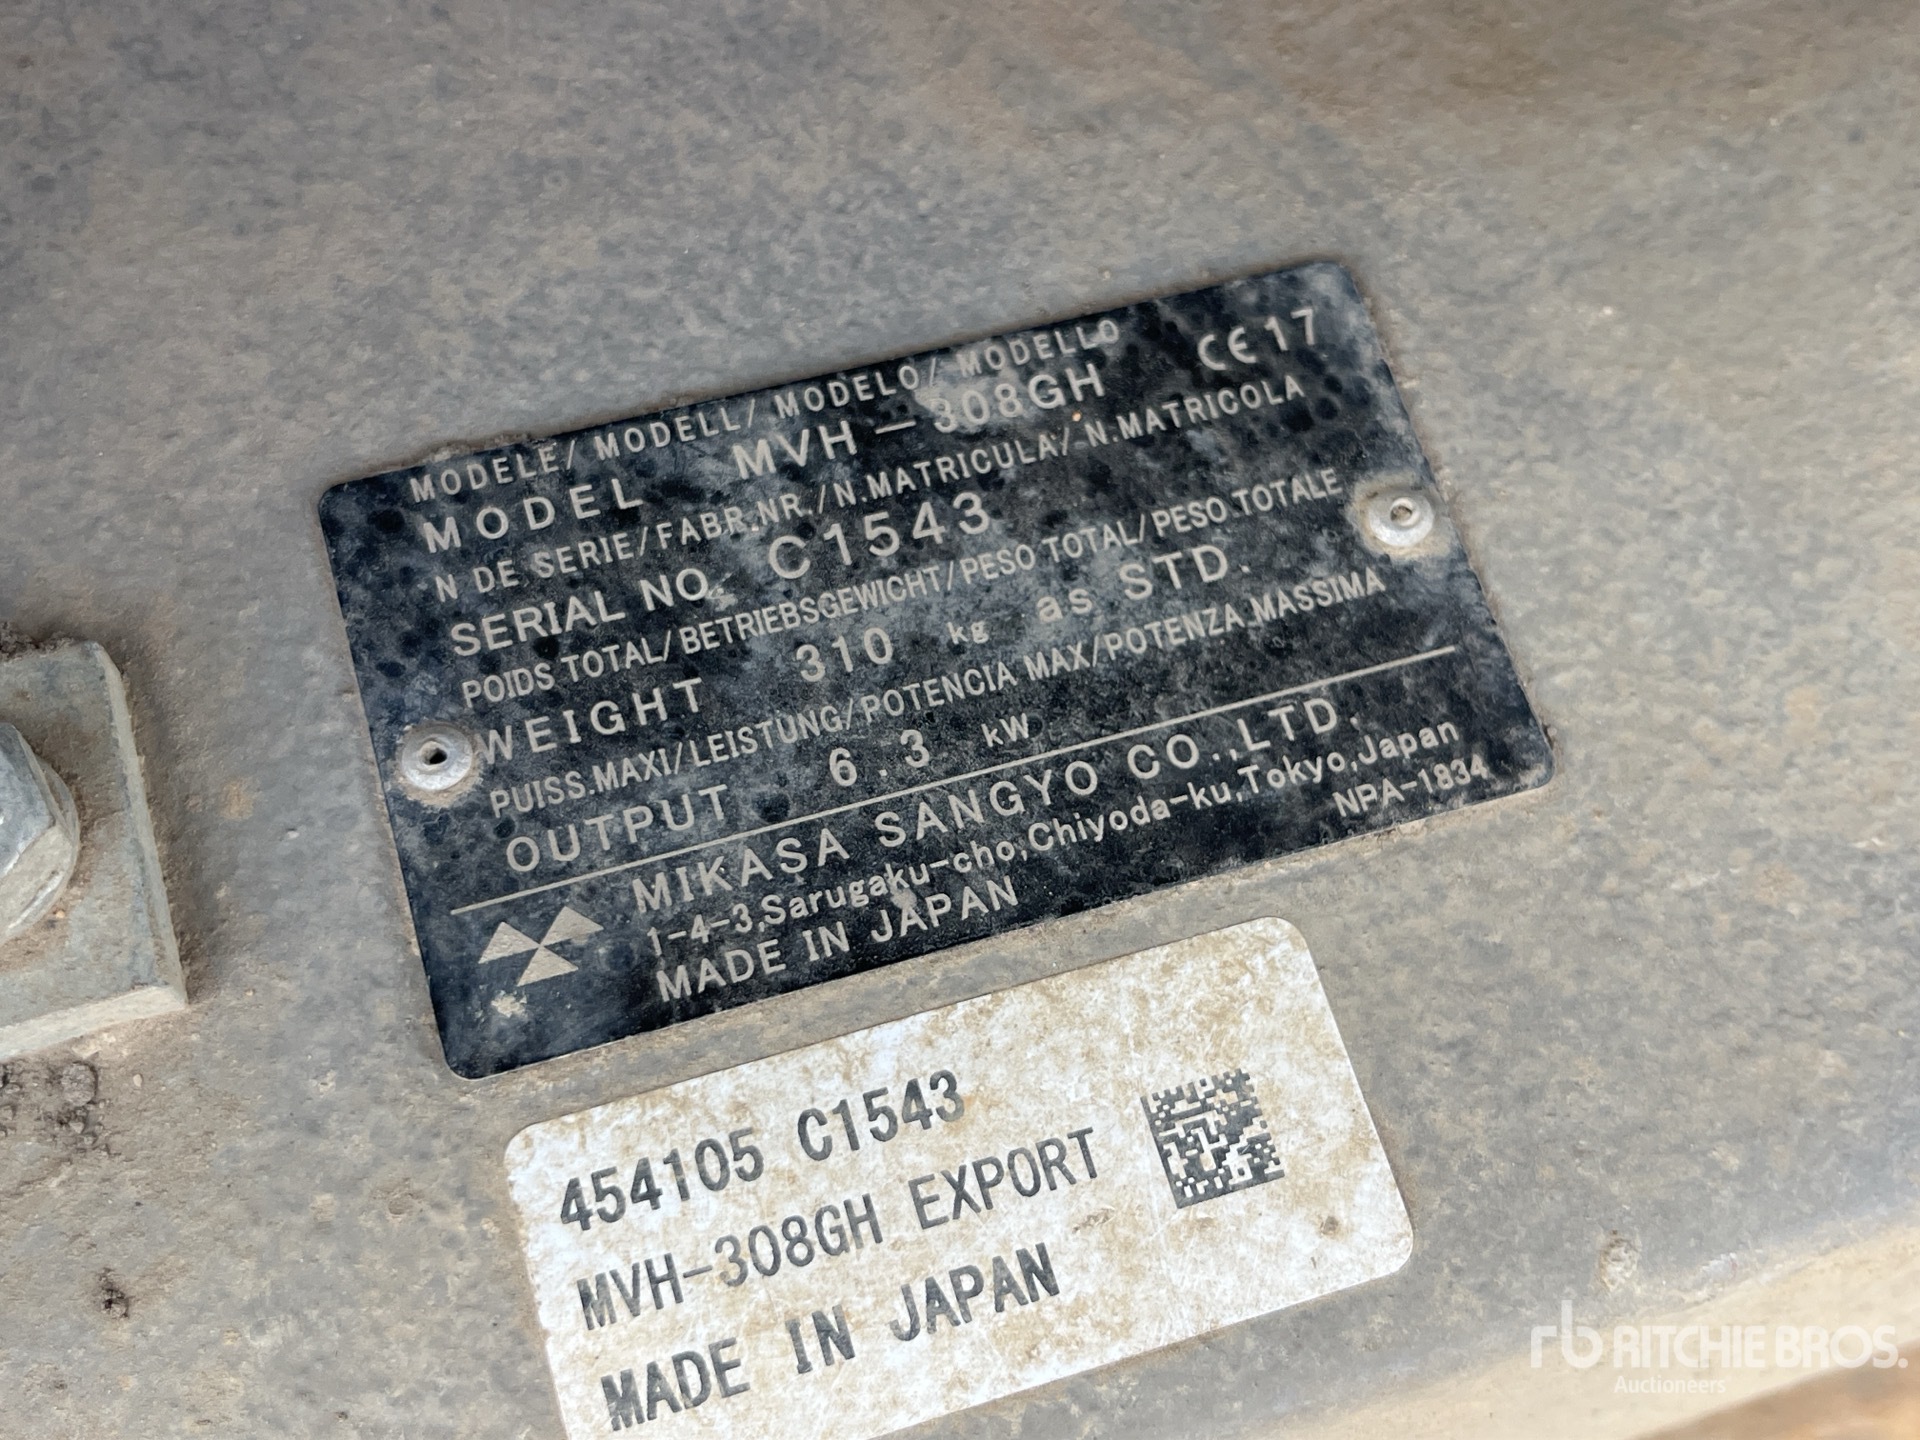 MODELE/ MODELL/ MODELO/ MODELLO
MODEL MVH-308GH CE17
N DE SERIE/FABR.NR./N.MATRICULA/-N.MATRICOLA
SERIAL NO. C1543
POIDS TOTAL/BETRIEBSGEWICHT/PESO TOTAL/PESO.TOTALE
WEIGHT 310 kg as STD.
PUISS.MAXI/LEISTUNG/POTENCIA MAX/POTENZA MASSIMA
OUTPUT 6.3 kW
MIKASA SANGYO CO.,LTD.
1-4-3,Sarugaku-cho,Chiyoda-ku,Tokyo,Japan
MADE IN JAPAN NPA-1834
454105 C1543
MVH-308GH EXPORT
MADE IN JAPAN
rb RITCHIE BROS.
Auctioneers